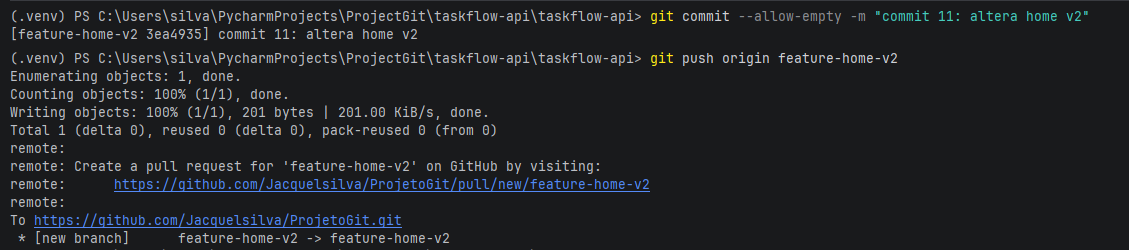 (.venv) PS C:\Users\silva\PycharmProjects\ProjectGit\taskflow-api\taskflow-api> git commit --allow-empty -m "commit 11: altera home v2"
[feature-home-v2 3ea4935] commit 11: altera home v2
(.venv) PS C:\Users\silva\PycharmProjects\ProjectGit\taskflow-api\taskflow-api> git push origin feature-home-v2
Enumerating objects: 1, done.
Counting objects: 100% (1/1), done.
Writing objects: 100% (1/1), 201 bytes | 201.00 KiB/s, done.
Total 1 (delta 0), reused 0 (delta 0), pack-reused 0 (from 0)
remote:
remote: Create a pull request for 'feature-home-v2' on GitHub by visiting:
remote:      https://github.com/Jacquelsilva/ProjetoGit/pull/new/feature-home-v2
remote:
To https://github.com/Jacquelsilva/ProjetoGit.git
 * [new branch]      feature-home-v2 -> feature-home-v2